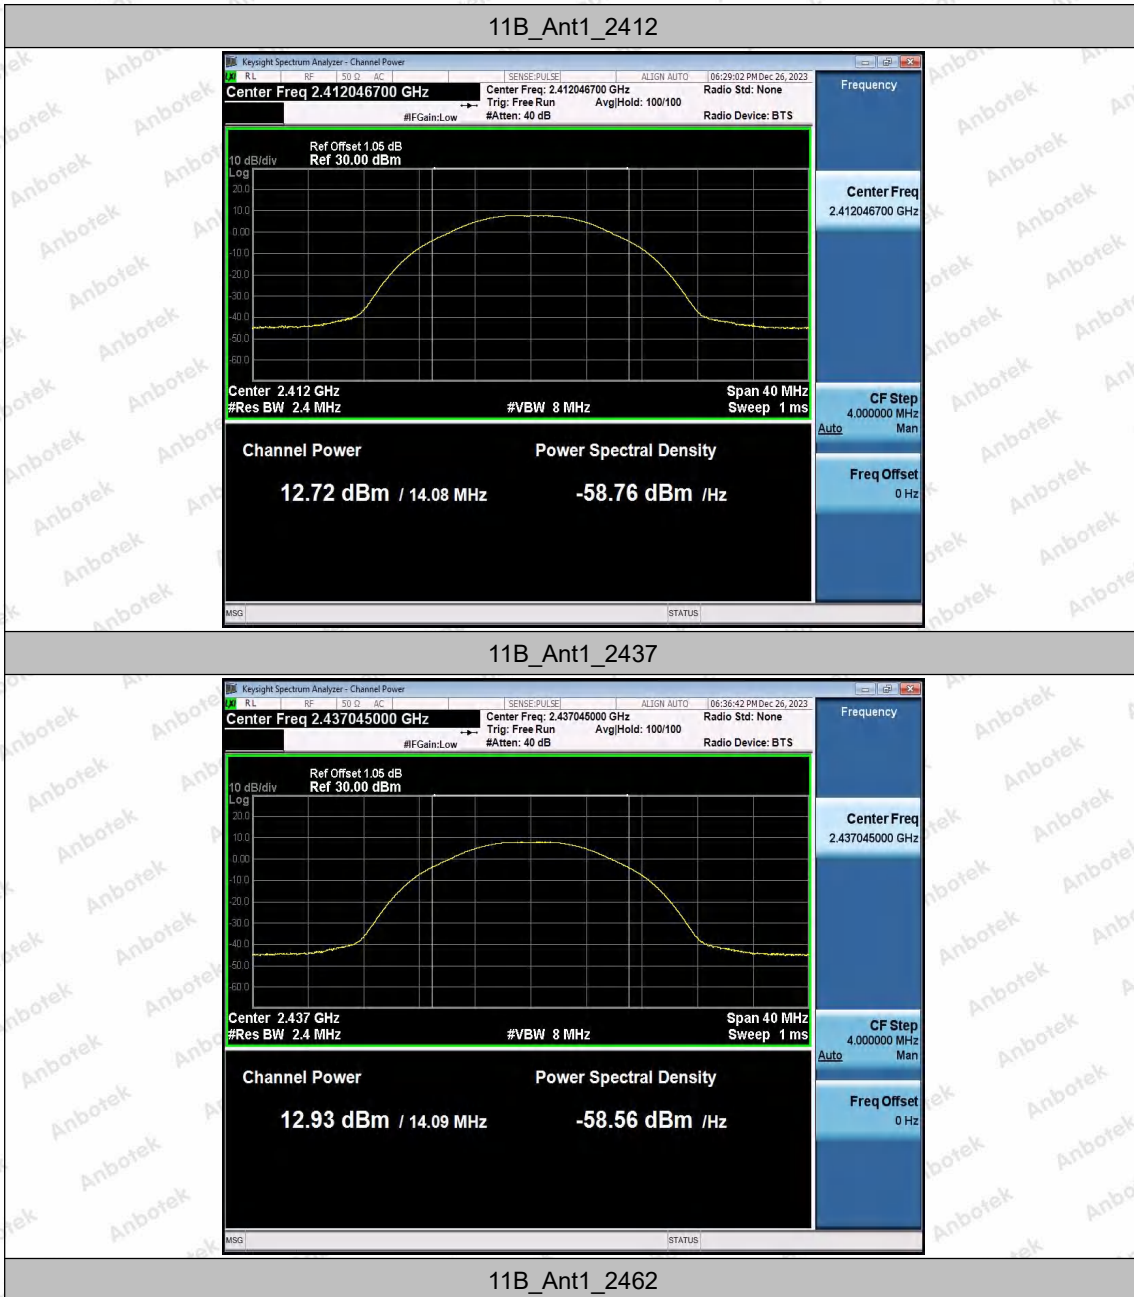 11B_Ant1_2412
Keysight Spectrum Analyzer - Channel Power
LXI RL RF 50 Ω AC SENSE:PULSE ALIGN AUTO 06:29:02 PM Dec 26, 2023
Center Freq 2.412046700 GHz Center Freq: 2.412046700 GHz Radio Std: None Frequency
Trig: Free Run Avg|Hold: 100/100
#IFGain:Low #Atten: 40 dB Radio Device: BTS
Ref Offset 1.05 dB
10 dB/div Ref 30.00 dBm
Log
20.0
10.0
0.00
-10.0
-20.0
-30.0
-40.0
-50.0
-60.0
Center Freq
2.412046700 GHz
Center 2.412 GHz Span 40 MHz
#Res BW 2.4 MHz #VBW 8 MHz Sweep 1 ms
CF Step
4.000000 MHz
Auto Man
Channel Power Power Spectral Density
12.72 dBm / 14.08 MHz -58.76 dBm /Hz
Freq Offset
0 Hz
MSG STATUS
11B_Ant1_2437
Keysight Spectrum Analyzer - Channel Power
LXI RL RF 50 Ω AC SENSE:PULSE ALIGN AUTO 06:36:42 PM Dec 26, 2023
Center Freq 2.437045000 GHz Center Freq: 2.437045000 GHz Radio Std: None Frequency
Trig: Free Run Avg|Hold: 100/100
#IFGain:Low #Atten: 40 dB Radio Device: BTS
Ref Offset 1.05 dB
10 dB/div Ref 30.00 dBm
Log
20.0
10.0
0.00
-10.0
-20.0
-30.0
-40.0
-50.0
-60.0
Center Freq
2.437045000 GHz
Center 2.437 GHz Span 40 MHz
#Res BW 2.4 MHz #VBW 8 MHz Sweep 1 ms
CF Step
4.000000 MHz
Auto Man
Channel Power Power Spectral Density
12.93 dBm / 14.09 MHz -58.56 dBm /Hz
Freq Offset
0 Hz
MSG STATUS
11B_Ant1_2462
Anbotek